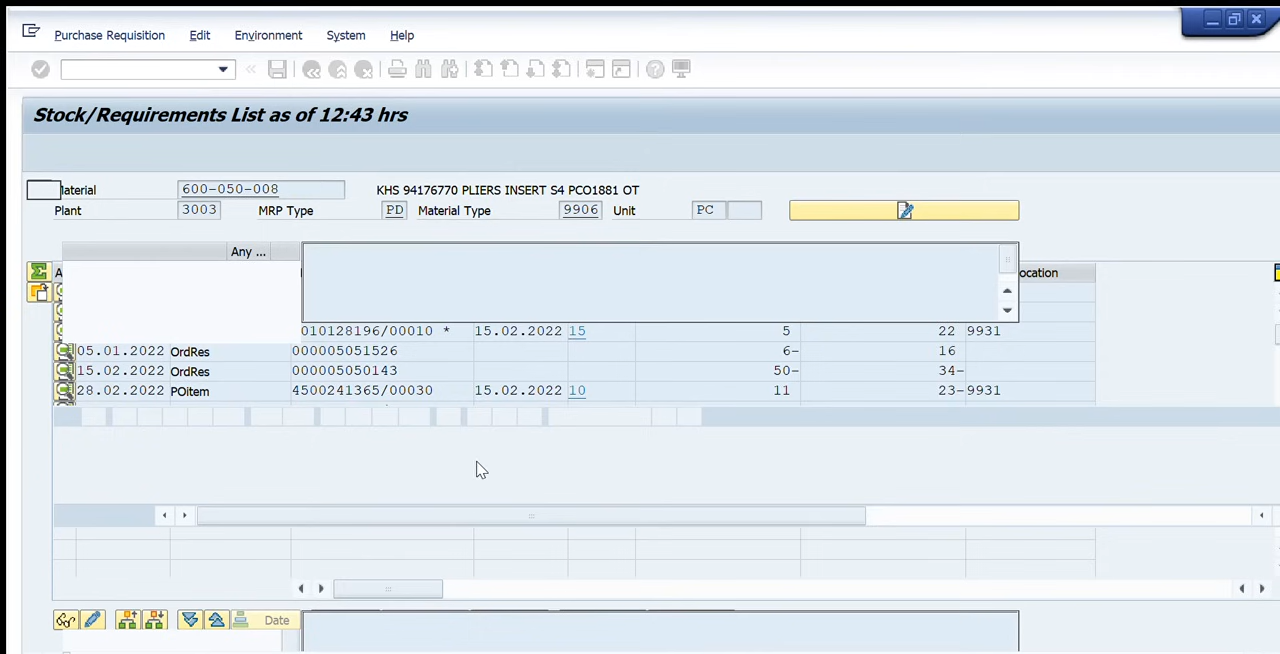 Purchase Requisition Edit Environment System Help
Stock/Requirements List as of 12:43 hrs
Material 600-050-008 KHS 94176770 PLIERS INSERT S4 PCO1881 OT
Plant 3003 MRP Type PD Material Type 9906 Unit PC
Any ...
A ocation
010128196/00010 * 15.02.2022 15 5 22 9931
05.01.2022 OrdRes 000005051526 6- 16
15.02.2022 OrdRes 000005050143 50- 34-
28.02.2022 POitem 4500241365/00030 15.02.2022 10 11 23- 9931
Date